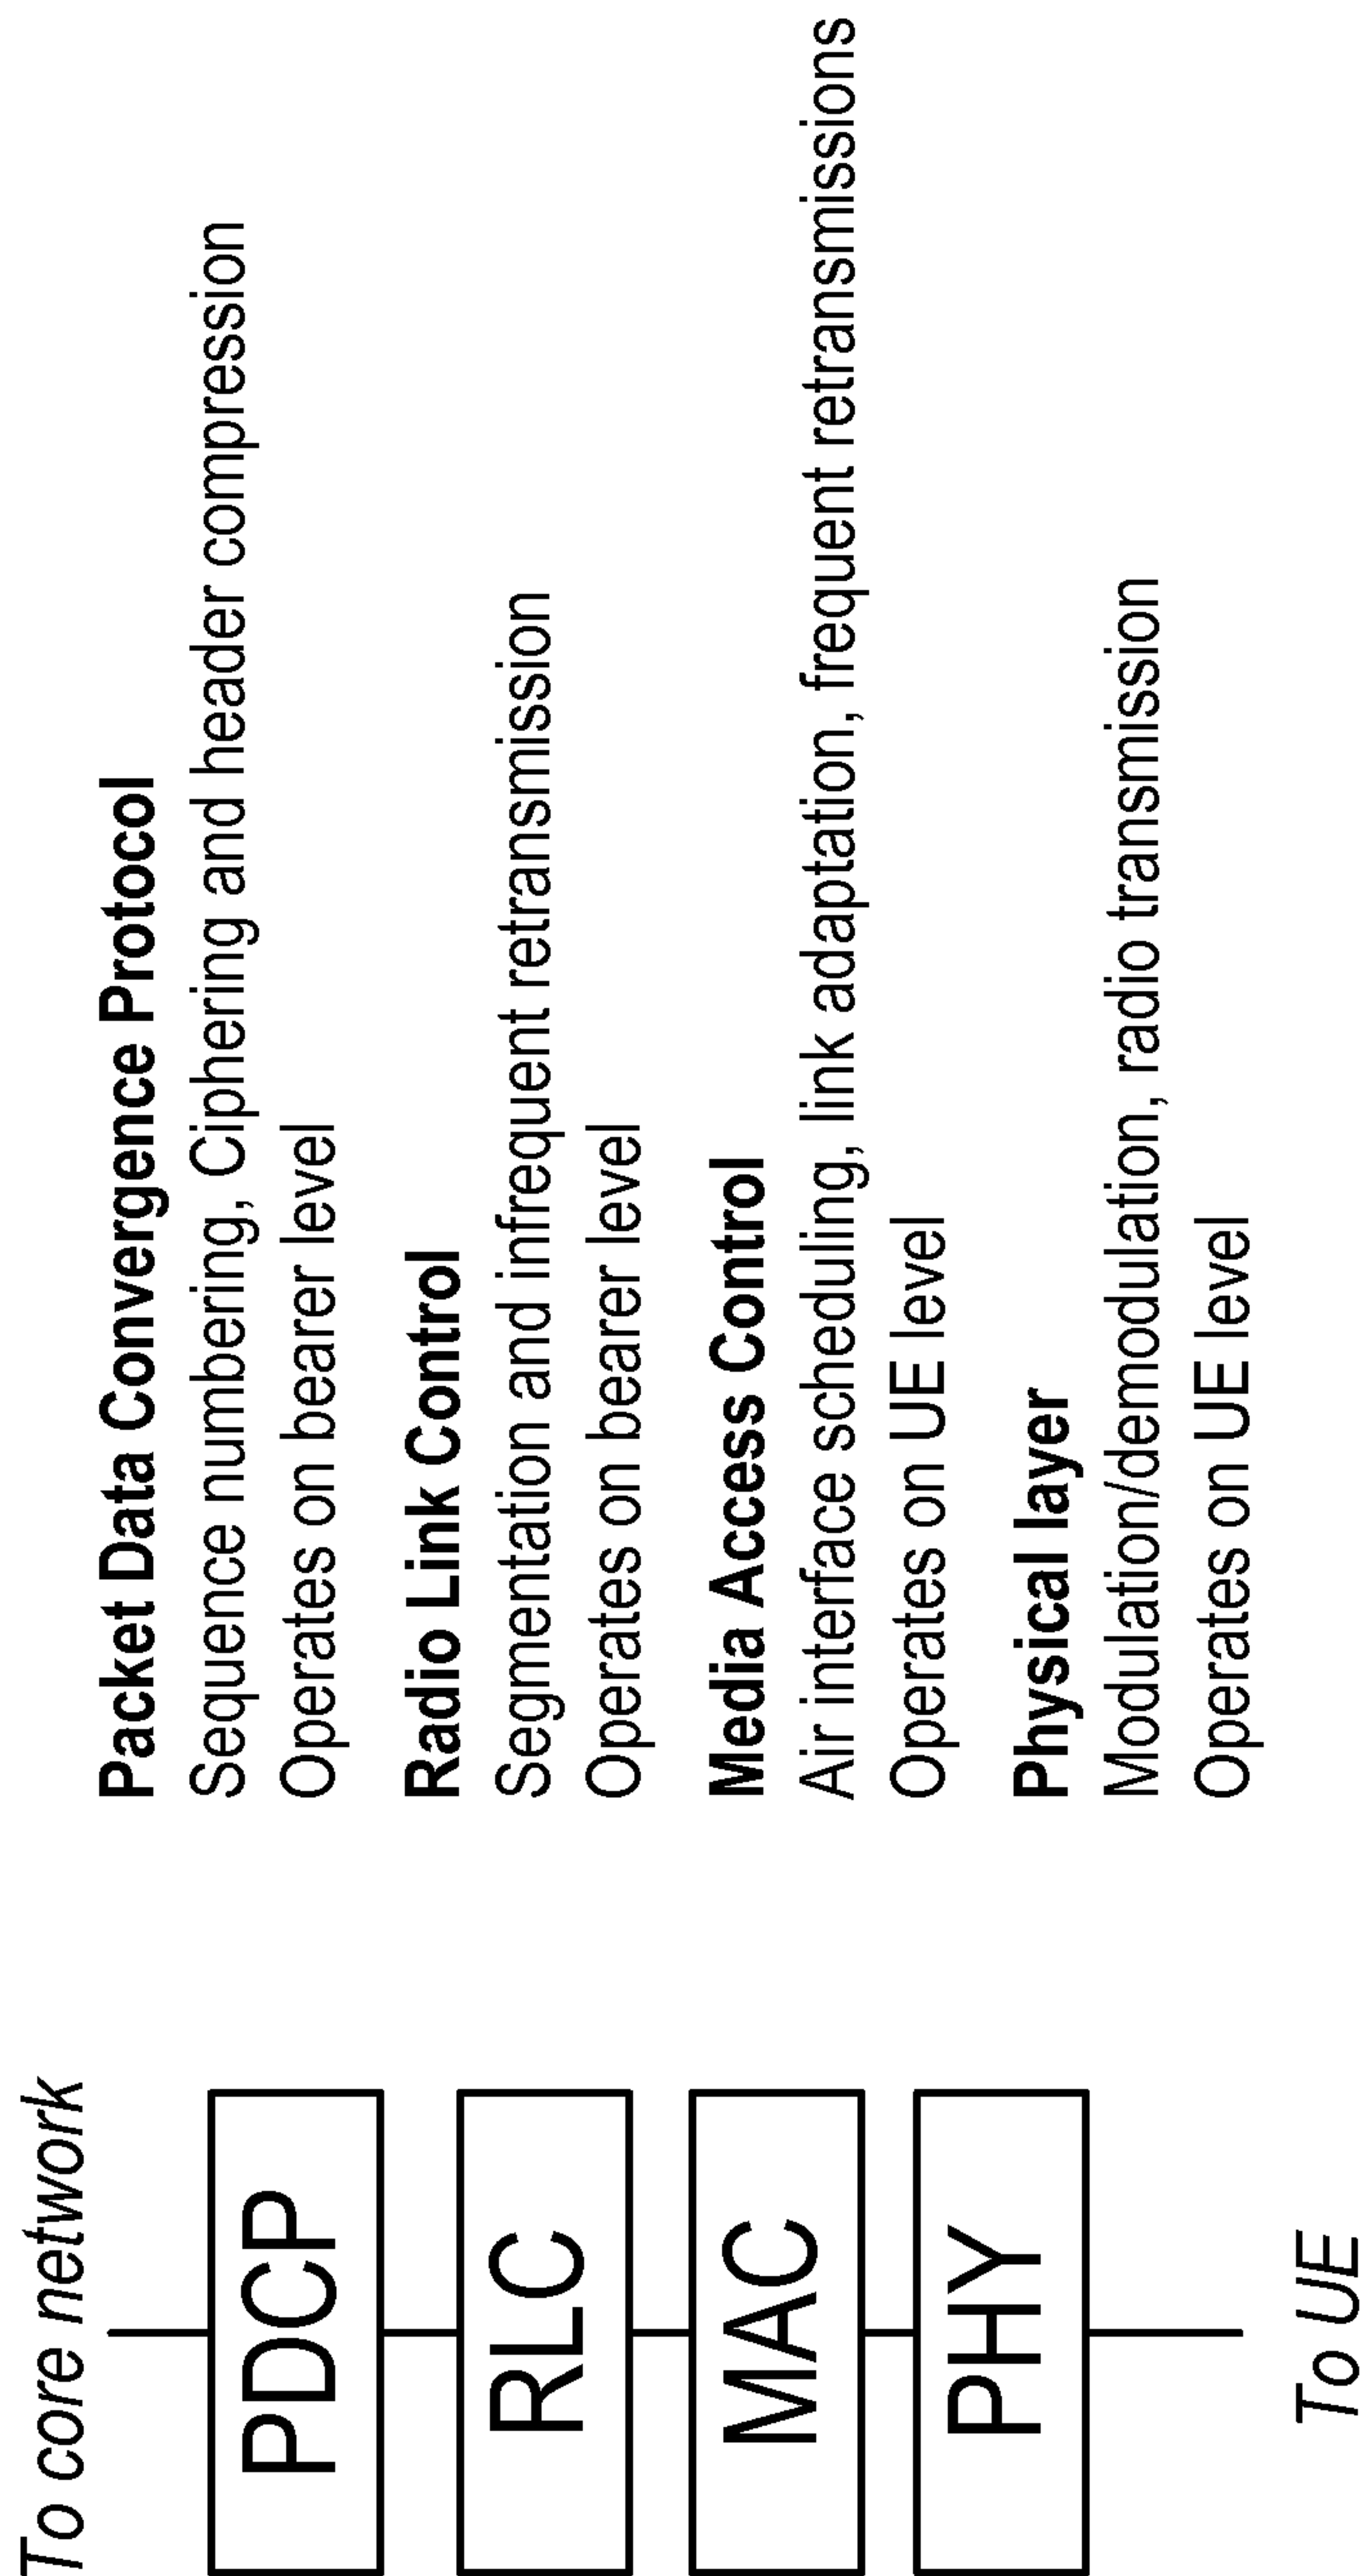 To core network
PDCP
RLC
MAC
PHY
To UE
Packet Data Convergence Protocol
Sequence numbering, Ciphering and header compression
Operates on bearer level
Radio Link Control
Segmentation and infrequent retransmission
Operates on bearer level
Media Access Control
Air interface scheduling, link adaptation, frequent retransmissions
Operates on UE level
Physical layer
Modulation/demodulation, radio transmission
Operates on UE level